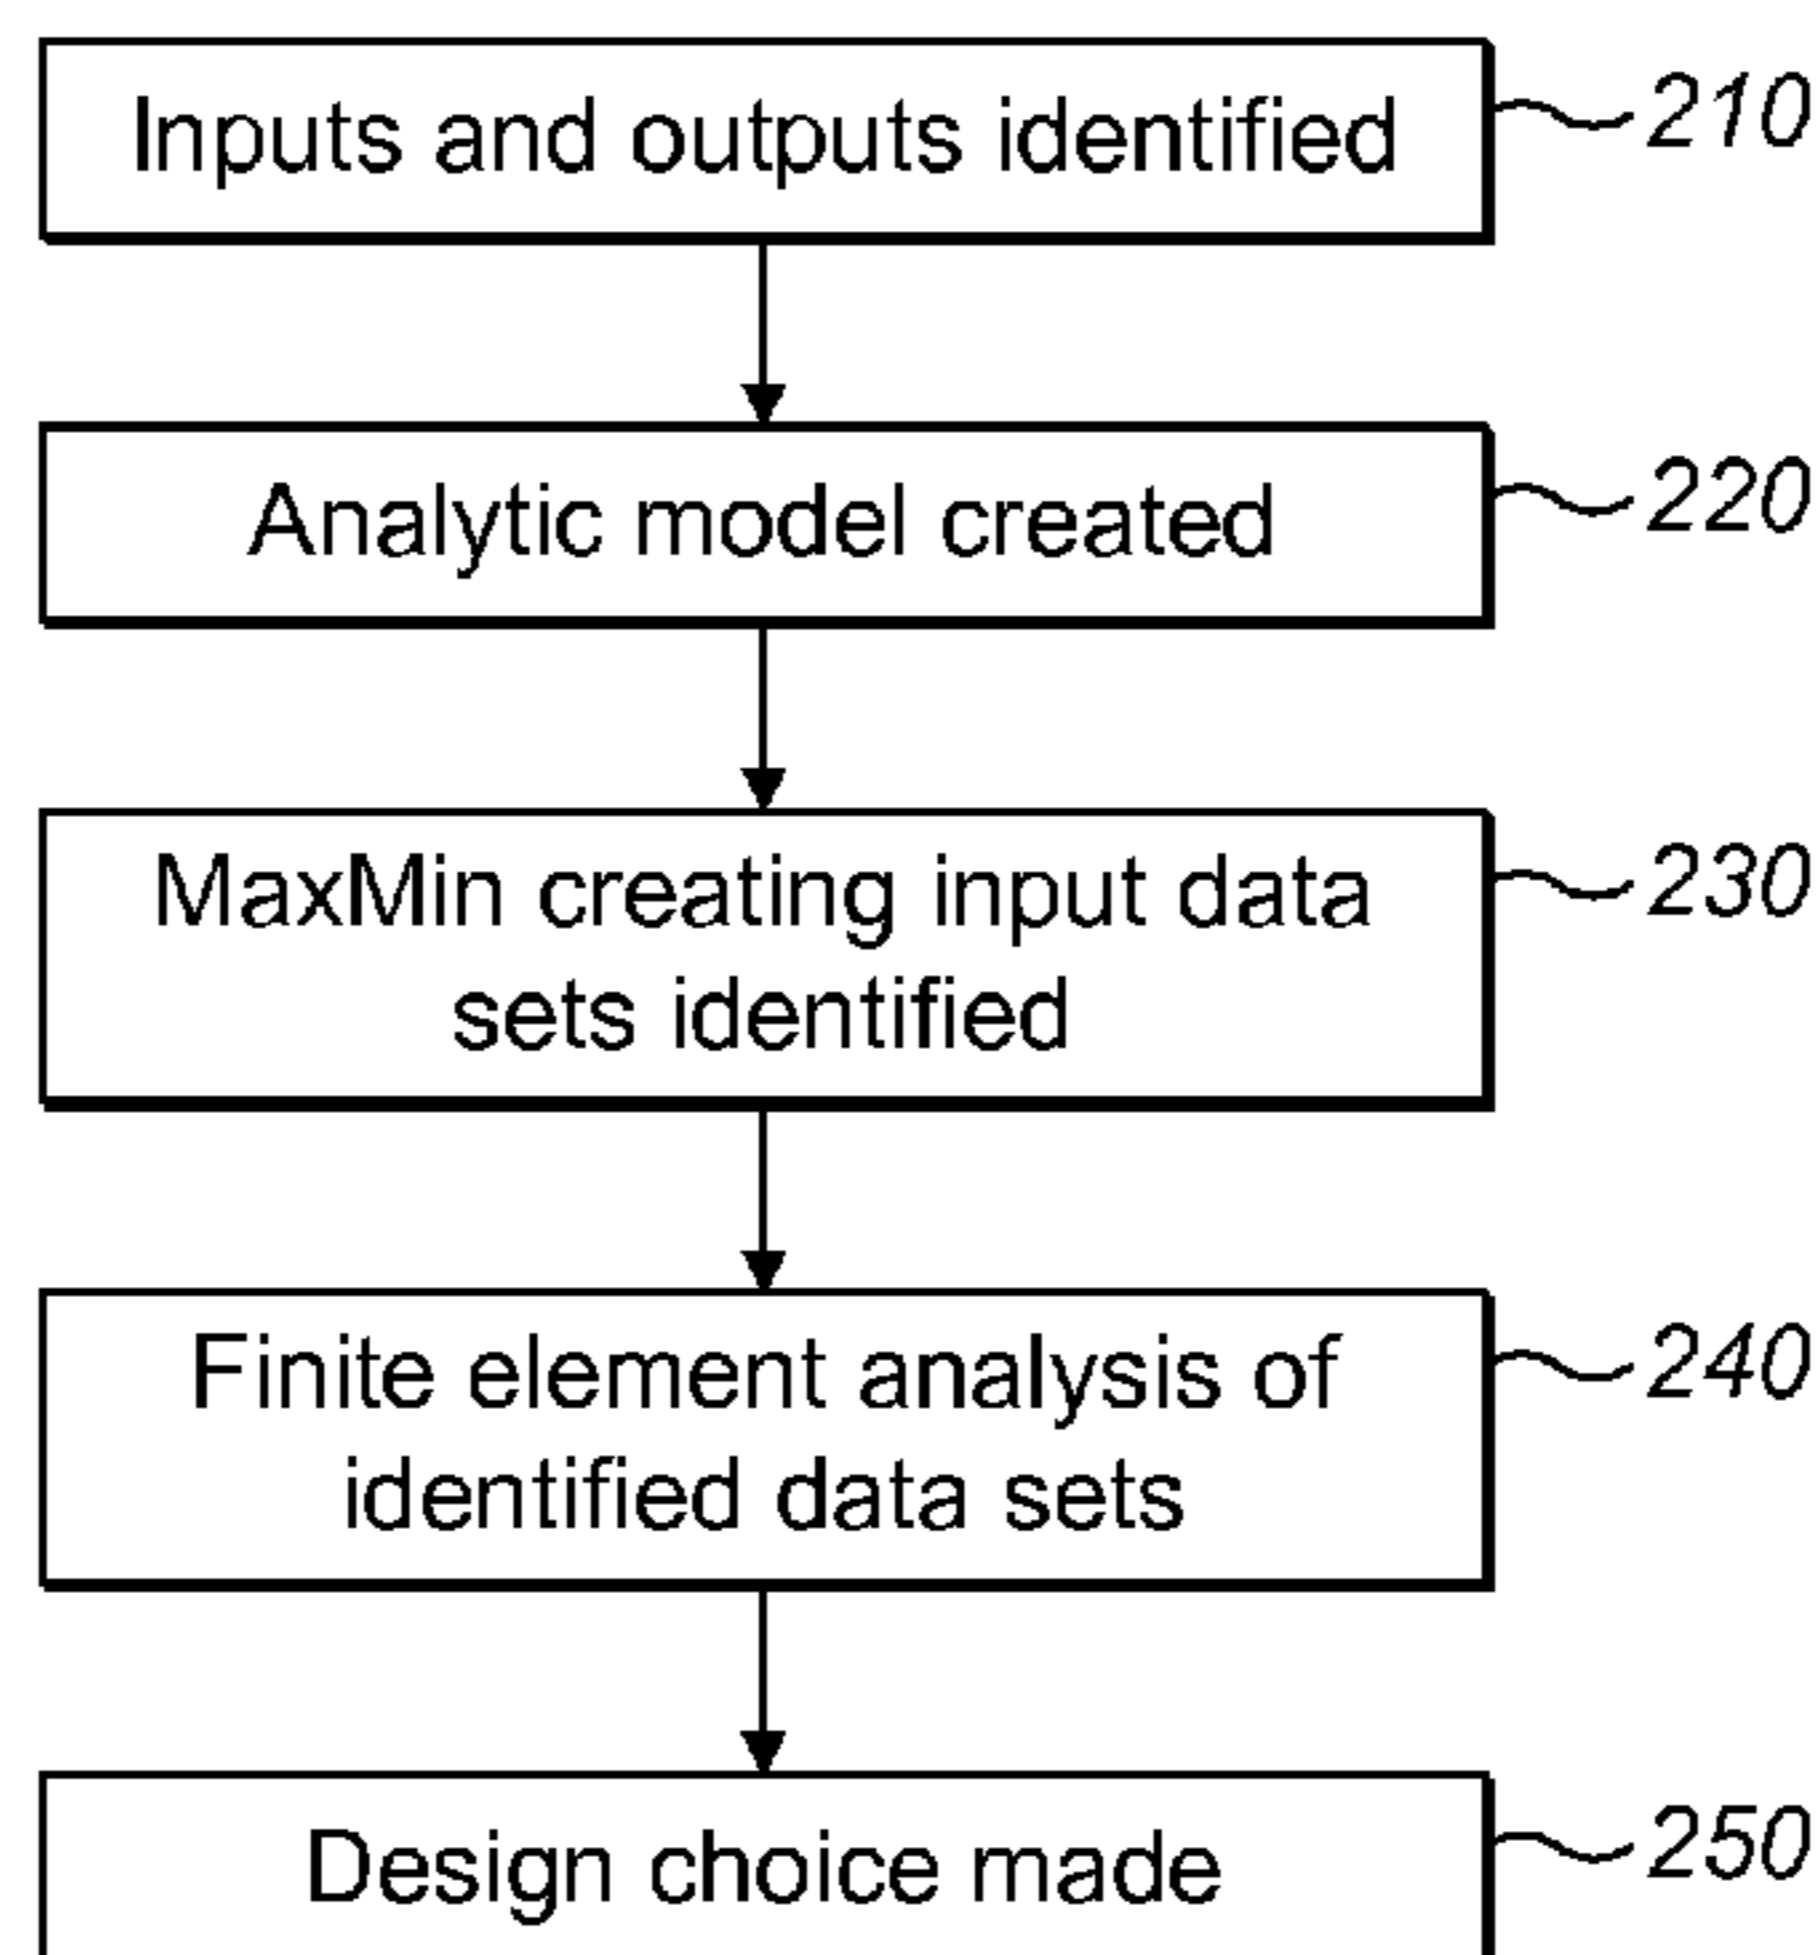 Inputs and outputs identified
210
Analytic model created
220
MaxMin creating input data
sets identified
230
Finite element analysis of
identified data sets
240
Design choice made
250